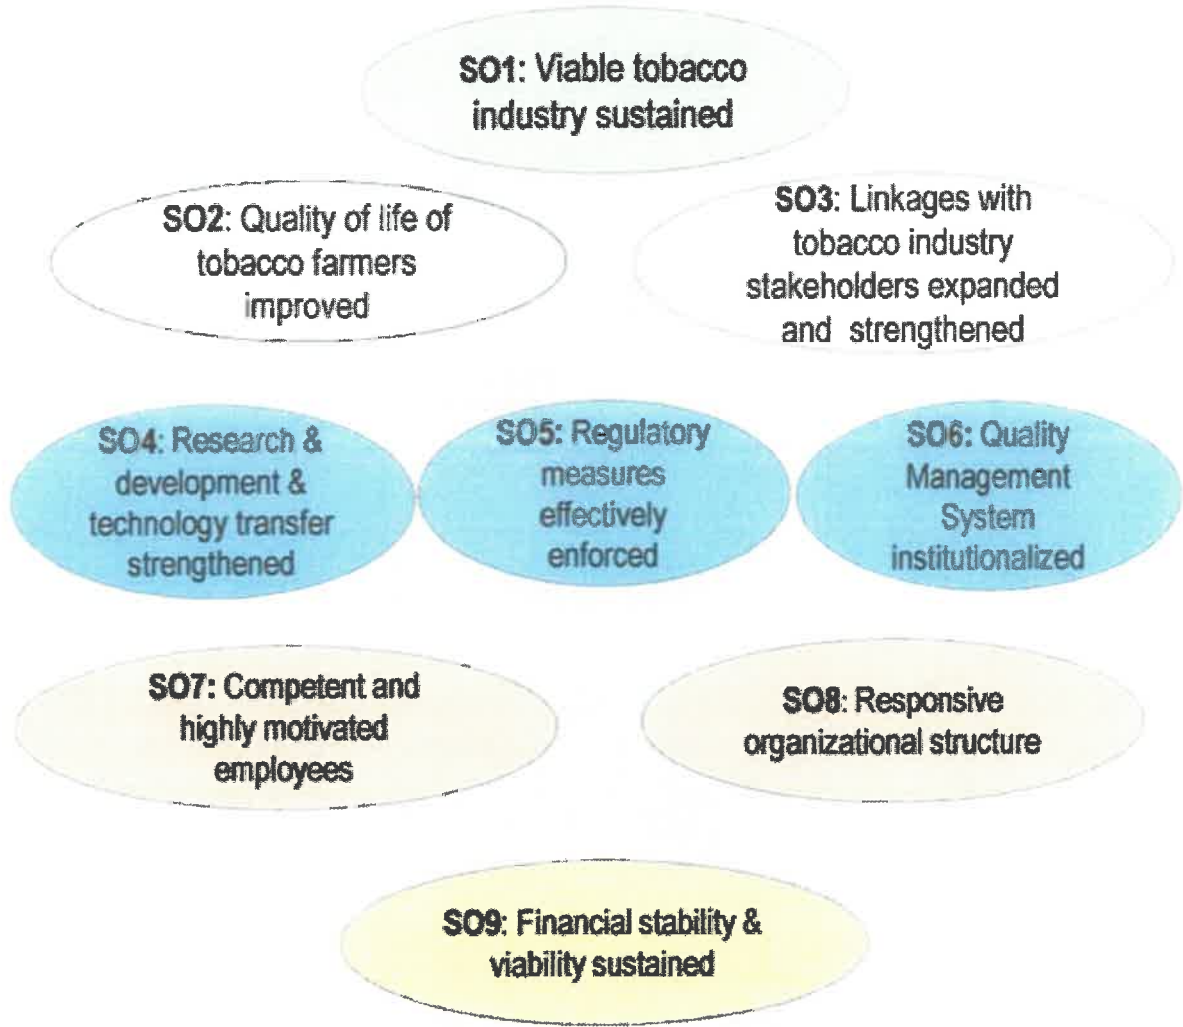 SO1: Viable tobacco
industry sustained
SO2: Quality of life of
tobacco farmers
improved
SO3: Linkages with
tobacco industry
stakeholders expanded
and strengthened
SO4: Research &
development &
technology transfer
strengthened
SO5: Regulatory
measures
effectively
enforced
SO6: Quality
Management
System
institutionalized
SO7: Competent and
highly motivated
employees
SO8: Responsive
organizational structure
SO9: Financial stability &
viability sustained